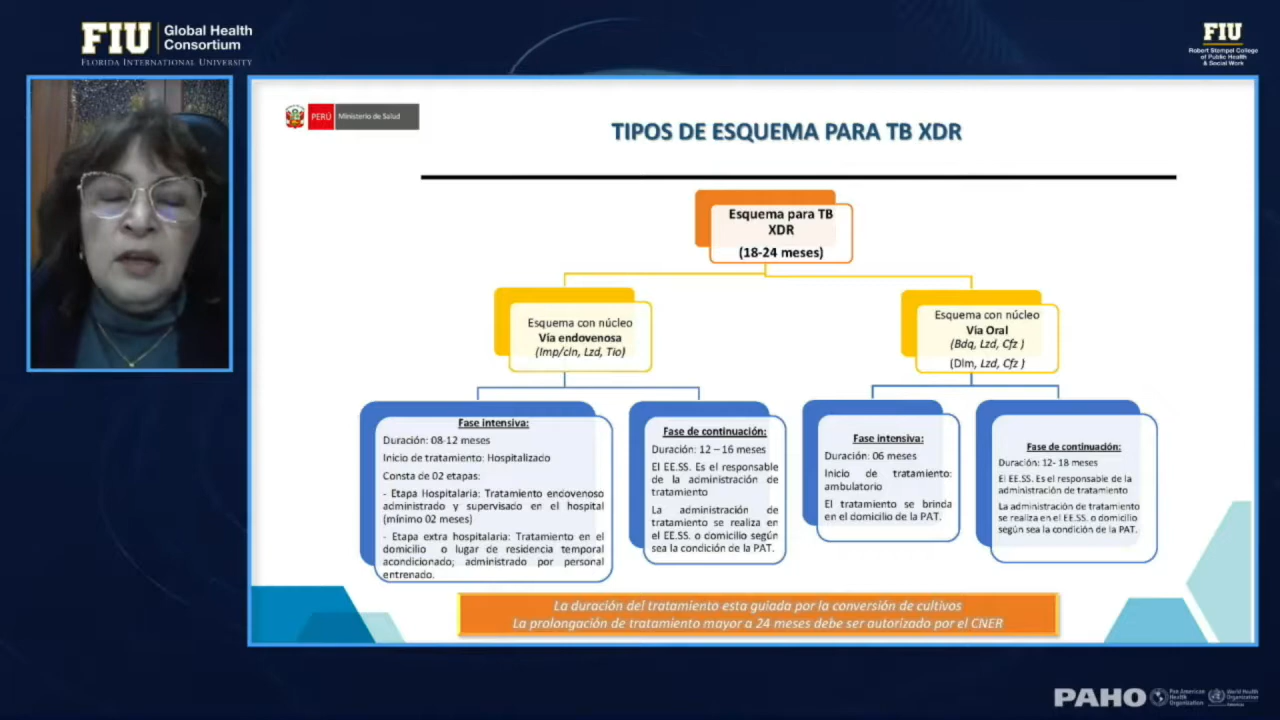 FIU
Global Health
Consortium
FLORIDA INTERNATIONAL UNIVERSITY
FIU
Robert Stempel College
of Public Health
& Social Work
PERÚ
Ministerio de Salud
TIPOS DE ESQUEMA PARA TB XDR
Esquema para TB
XDR
(18-24 meses)
Esquema con núcleo
Vía endovenosa
(Imp/cln, Lzd, Tio)
Esquema con núcleo
Vía Oral
(Bdq, Lzd, Cfz )
(Dlm, Lzd, Cfz )
Fase intensiva:
Duración: 08-12 meses
Inicio de tratamiento: Hospitalizado
Consta de 02 etapas:
- Etapa Hospitalaria: Tratamiento endovenoso
administrado y supervisado en el hospital
(mínimo 02 meses)
- Etapa extra hospitalaria: Tratamiento en el
domicilio o lugar de residencia temporal
acondicionado; administrado por personal
entrenado.
Fase de continuación:
Duración: 12 – 16 meses
El EE.SS. Es el responsable
de la administración de
tratamiento
La administración de
tratamiento se realiza en
el EE.SS. o domicilio según
sea la condición de la PAT.
Fase intensiva:
Duración: 06 meses
Inicio de tratamiento:
ambulatorio
El tratamiento se brinda
en el domicilio de la PAT.
Fase de continuación:
Duración: 12- 18 meses
El EE.SS. Es el responsable de la
administración de tratamiento
La administración de tratamiento
se realiza en el EE.SS. o domicilio
según sea la condición de la PAT.
La duración del tratamiento esta guiada por la conversión de cultivos
La prolongación de tratamiento mayor a 24 meses debe ser autorizado por el CNER
PAHO
Pan American
Health
Organization
World Health
Organization
Americas